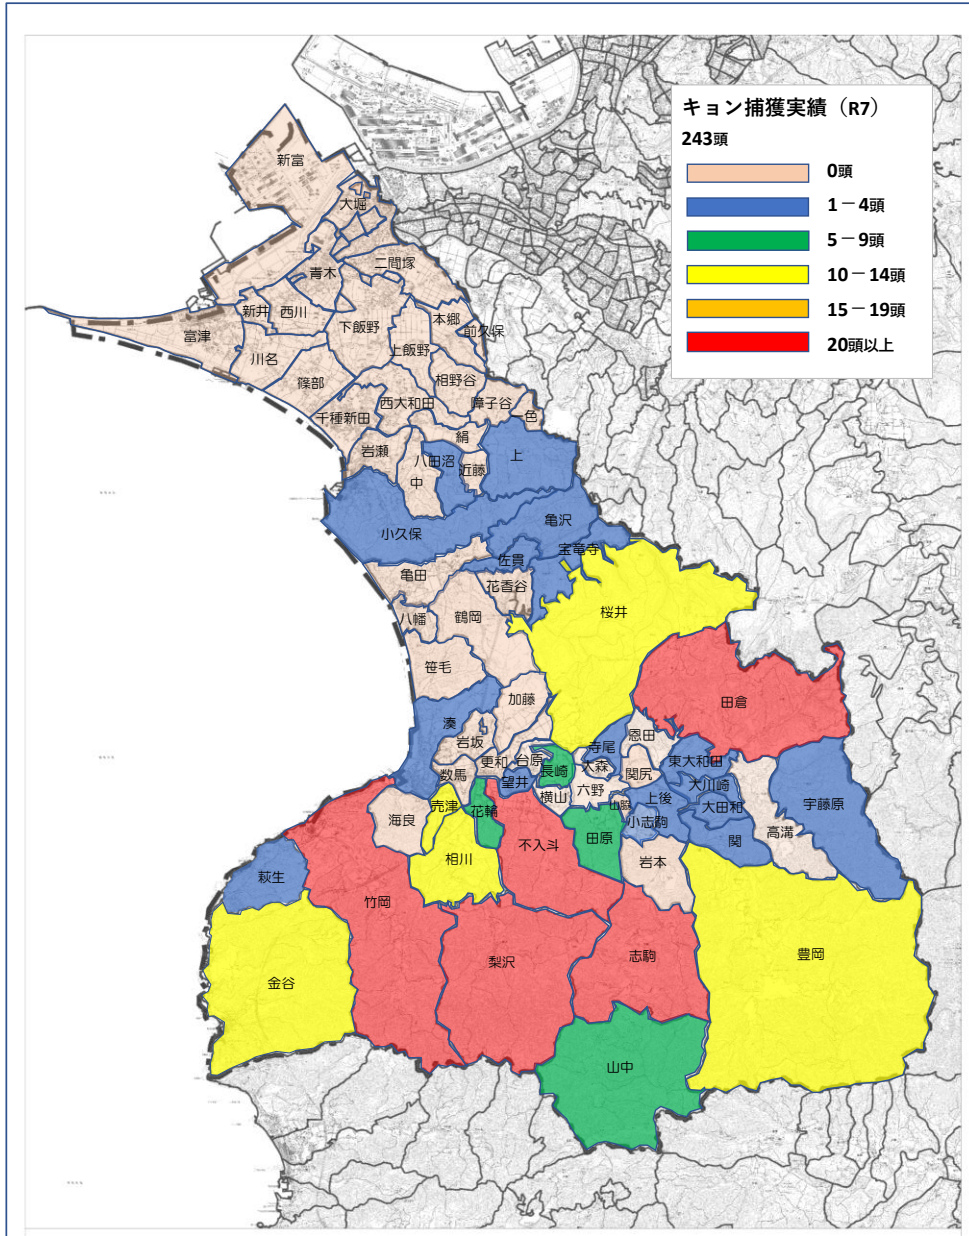 キョン捕獲実績（R7）
243頭
0頭
1－4頭
5－9頭
10－14頭
15－19頭
20頭以上
新富
大堀
二間塚
青木
新井
西川
富津
下飯野
本郷
前久保
上飯野
川名
篠部
相野谷
西大和田
障子谷
一色
千種新田
絹
上
岩瀬
八田沼
近藤
中
小久保
亀沢
宝竜寺
佐貫
亀田
花香谷
八幡
鶴岡
桜井
笹毛
加藤
田倉
湊
岩坂
恩田
寺尾
更和
台原
大森
東大和田
数馬
長崎
関尻
望井
大川崎
六野
横山
上後
宇藤原
売津
花輪
山脇
大田和
海良
小志駒
高溝
田原
不入斗
関
相川
岩本
萩生
竹岡
豊岡
志駒
梨沢
金谷
山中